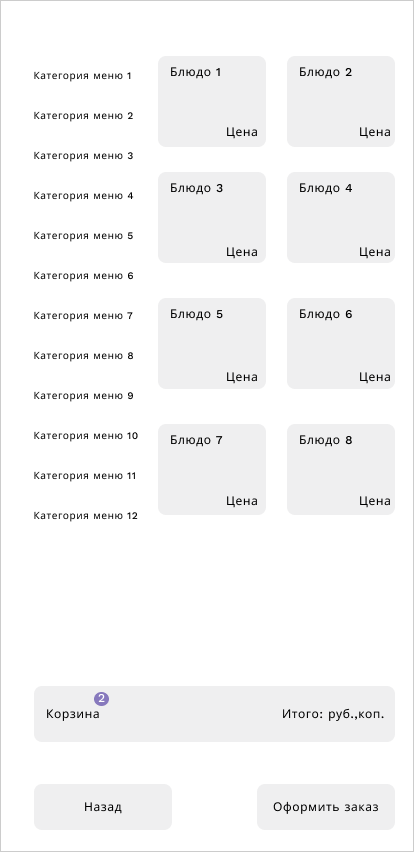 Категория меню 1
Категория меню 2
Категория меню 3
Категория меню 4
Категория меню 5
Категория меню 6
Категория меню 7
Категория меню 8
Категория меню 9
Категория меню 10
Категория меню 11
Категория меню 12
Блюдо 1
Цена
Блюдо 2
Цена
Блюдо 3
Цена
Блюдо 4
Цена
Блюдо 5
Цена
Блюдо 6
Цена
Блюдо 7
Цена
Блюдо 8
Цена
2
Корзина
Итого: руб.,коп.
Назад
Оформить заказ